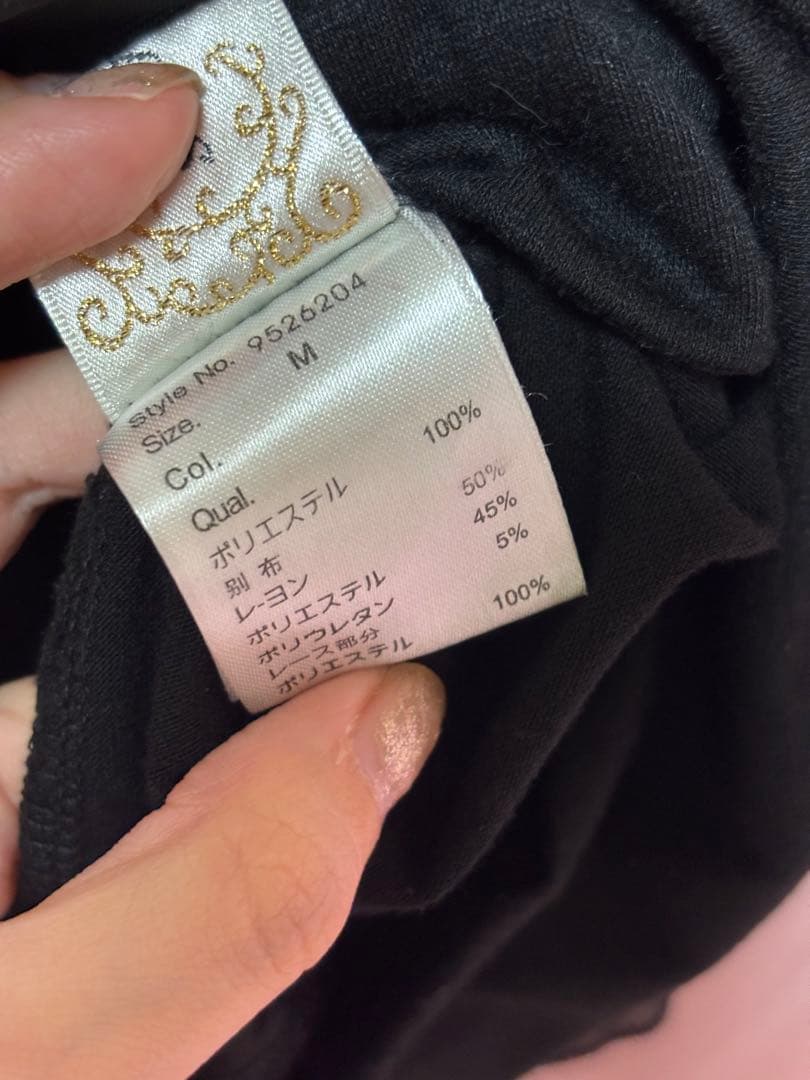 Style No. 9526204
Size. M
Col.
Qual.
ポリエステル 100%
別布
レーヨン 50%
ポリエステル 45%
ポリウレタン 5%
レース部分
ポリエステル 100%